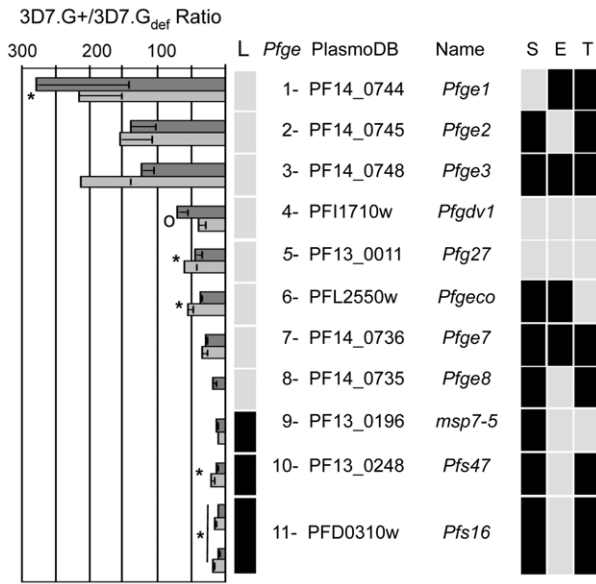 3D7.G+/3D7.Gdef Ratio
300 200 100 0 L Pfge PlasmoDB Name S E T
* 1- PF14_0744 Pfge1
2- PF14_0745 Pfge2
3- PF14_0748 Pfge3
O 4- PFI1710w Pfgdv1
* 5- PF13_0011 Pfg27
* 6- PFL2550w Pfgeco
7- PF14_0736 Pfge7
8- PF14_0735 Pfge8
9- PF13_0196 msp7-5
* 10- PF13_0248 Pfs47
* 11- PFD0310w Pfs16